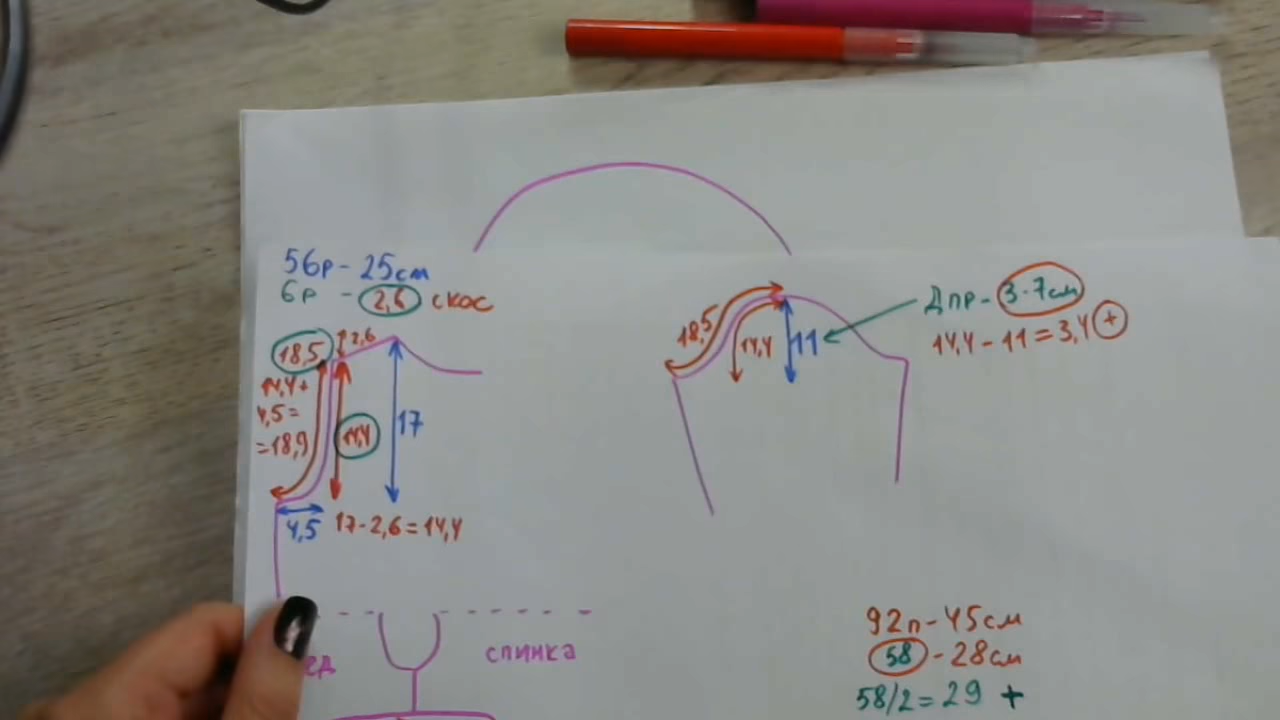 56р - 25см
6р - 2,6 скос
18,5
2,6
14,4+
4,5=
=18,9
14,4
17
4,5
17-2,6=14,4
18,5
14,4
11
Дпр - 3-7см
14,4-11=3,4 +
спинка
92п-45см
58 -28см
58/2=29 +